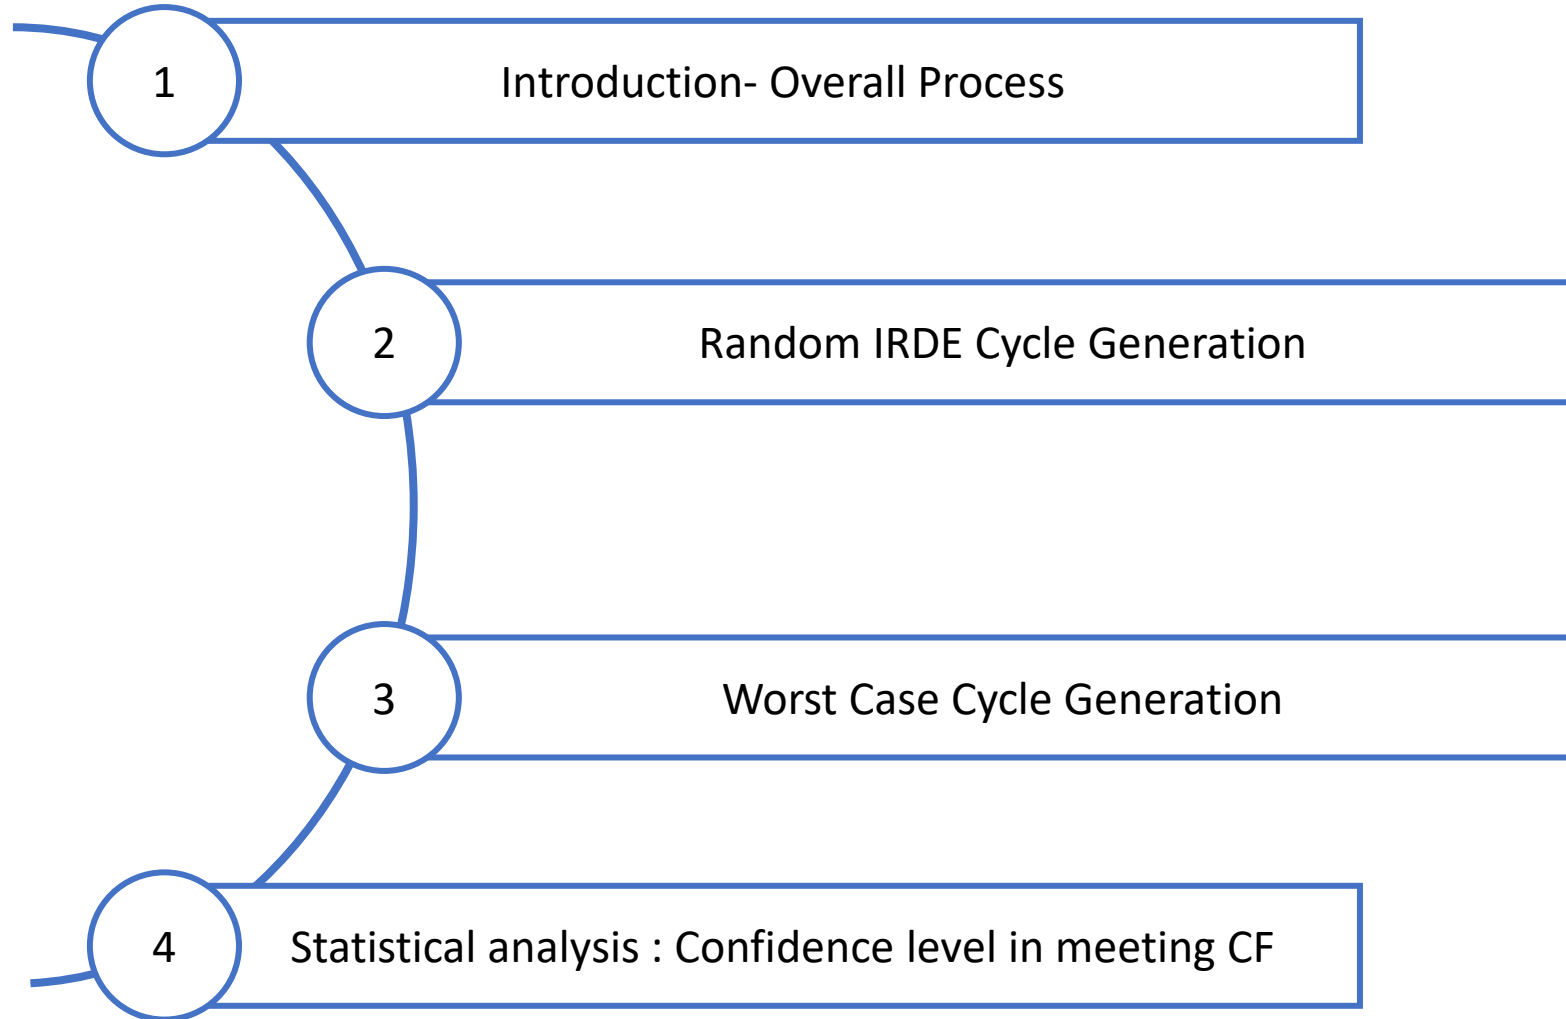 1
Introduction- Overall Process
2
Random IRDE Cycle Generation
3
Worst Case Cycle Generation
4
Statistical analysis : Confidence level in meeting CF